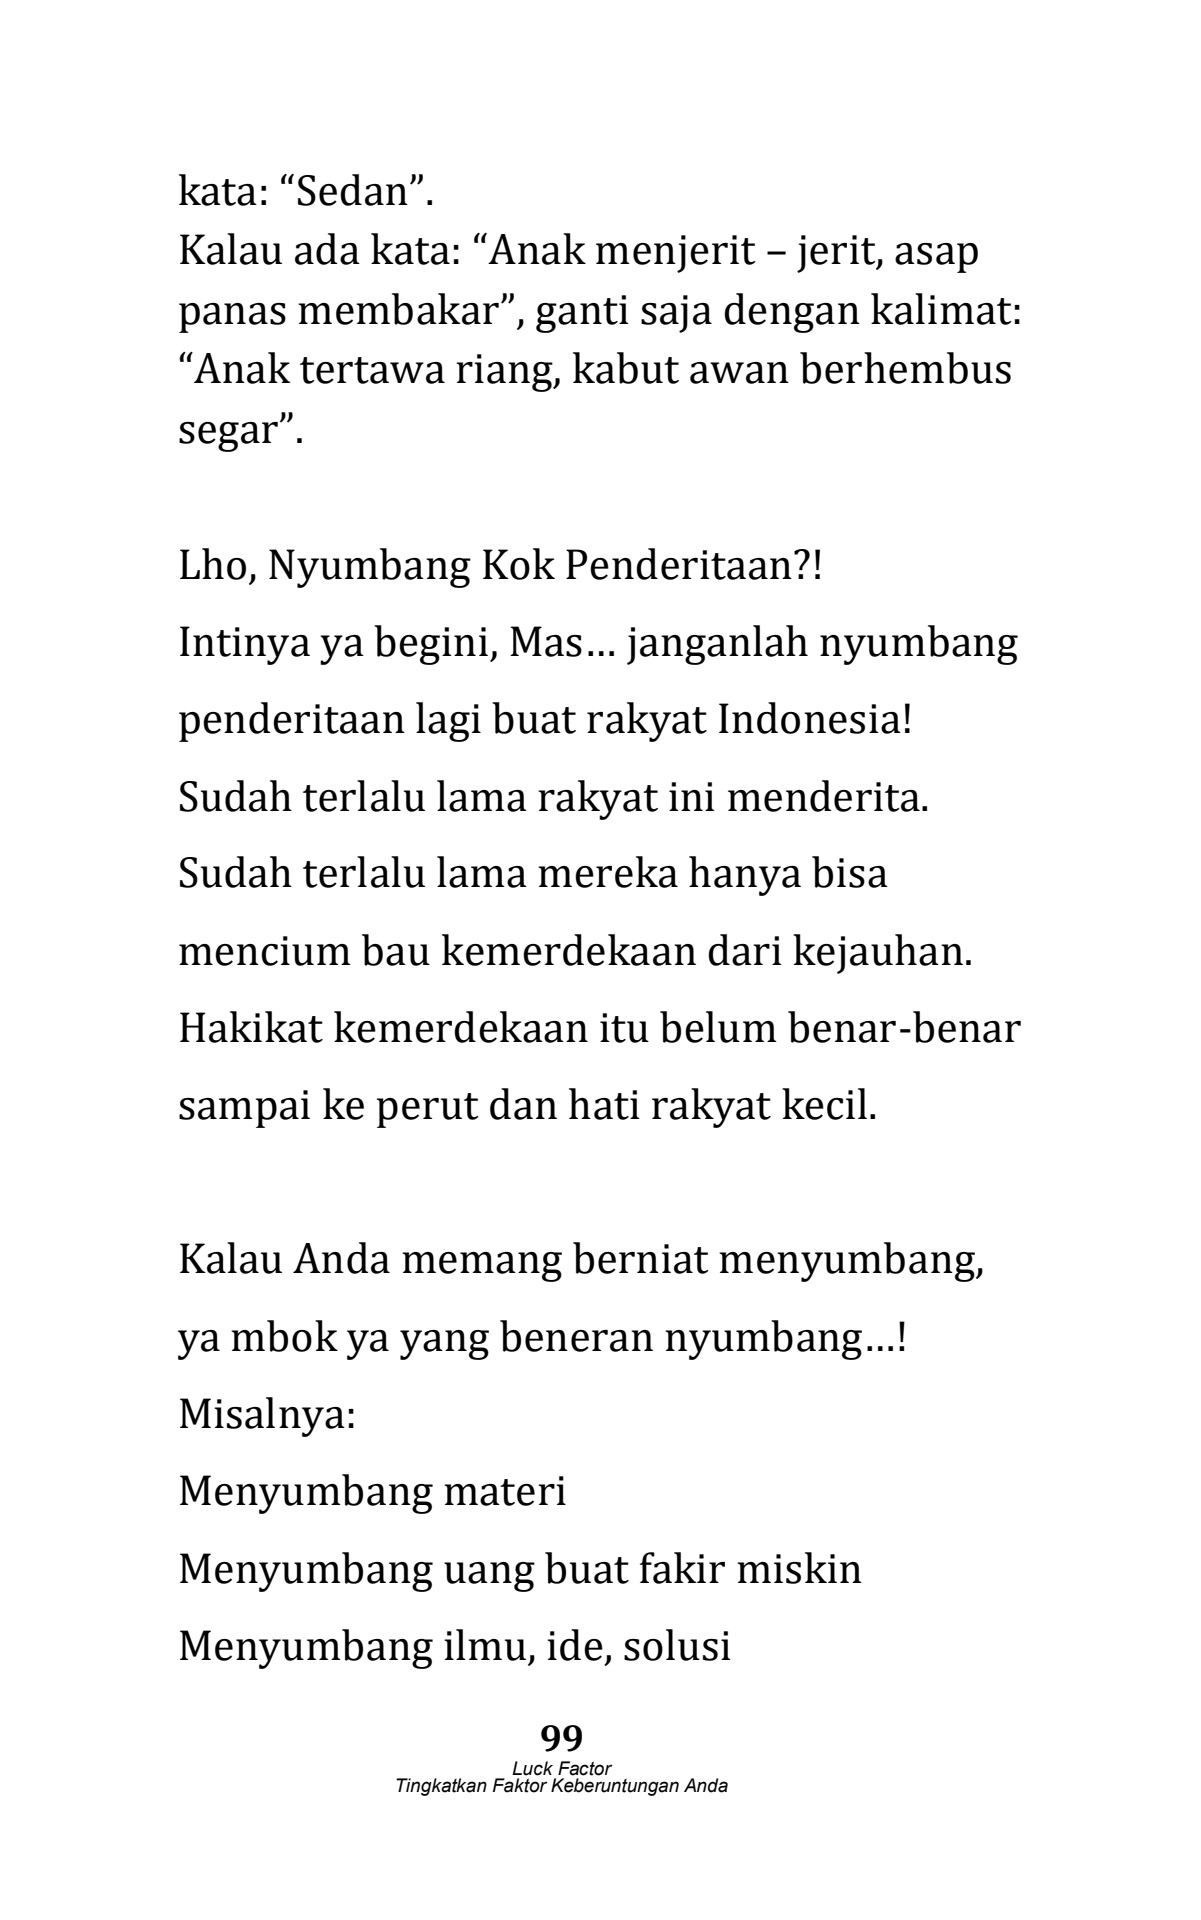 kata: “Sedan”.
Kalau ada kata: “Anak menjerit – jerit, asap
panas membakar”, ganti saja dengan kalimat:
“Anak tertawa riang, kabut awan berhembus
segar”.
Lho, Nyumbang Kok Penderitaan?!
Intinya ya begini, Mas… janganlah nyumbang
penderitaan lagi buat rakyat Indonesia!
Sudah terlalu lama rakyat ini menderita.
Sudah terlalu lama mereka hanya bisa
mencium bau kemerdekaan dari kejauhan.
Hakikat kemerdekaan itu belum benar-benar
sampai ke perut dan hati rakyat kecil.
Kalau Anda memang berniat menyumbang,
ya mbok ya yang beneran nyumbang…!
Misalnya:
Menyumbang materi
Menyumbang uang buat fakir miskin
Menyumbang ilmu, ide, solusi
99
Luck Factor
Tingkatkan Faktor Keberuntungan Anda